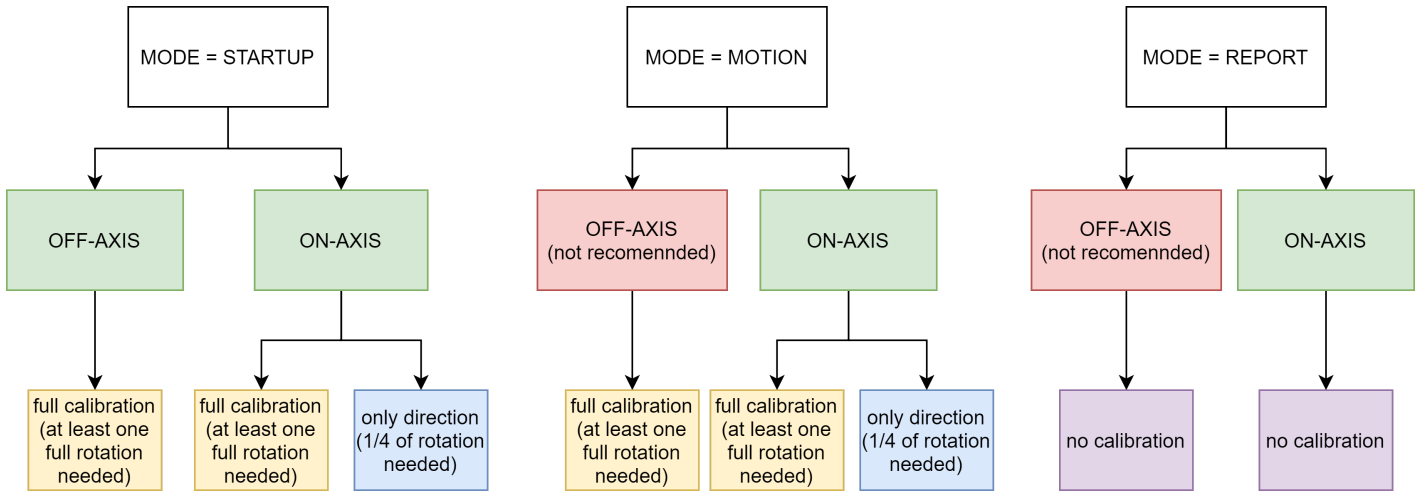 MODE = STARTUP
MODE = MOTION
MODE = REPORT
OFF-AXIS
ON-AXIS
OFF-AXIS
(not recomennded)
ON-AXIS
OFF-AXIS
(not recomennded)
ON-AXIS
full calibration
(at least one
full rotation
needed)
full calibration
(at least one
full rotation
needed)
only direction
(1/4 of rotation
needed)
full calibration
(at least one
full rotation
needed)
full calibration
(at least one
full rotation
needed)
only direction
(1/4 of rotation
needed)
no calibration
no calibration